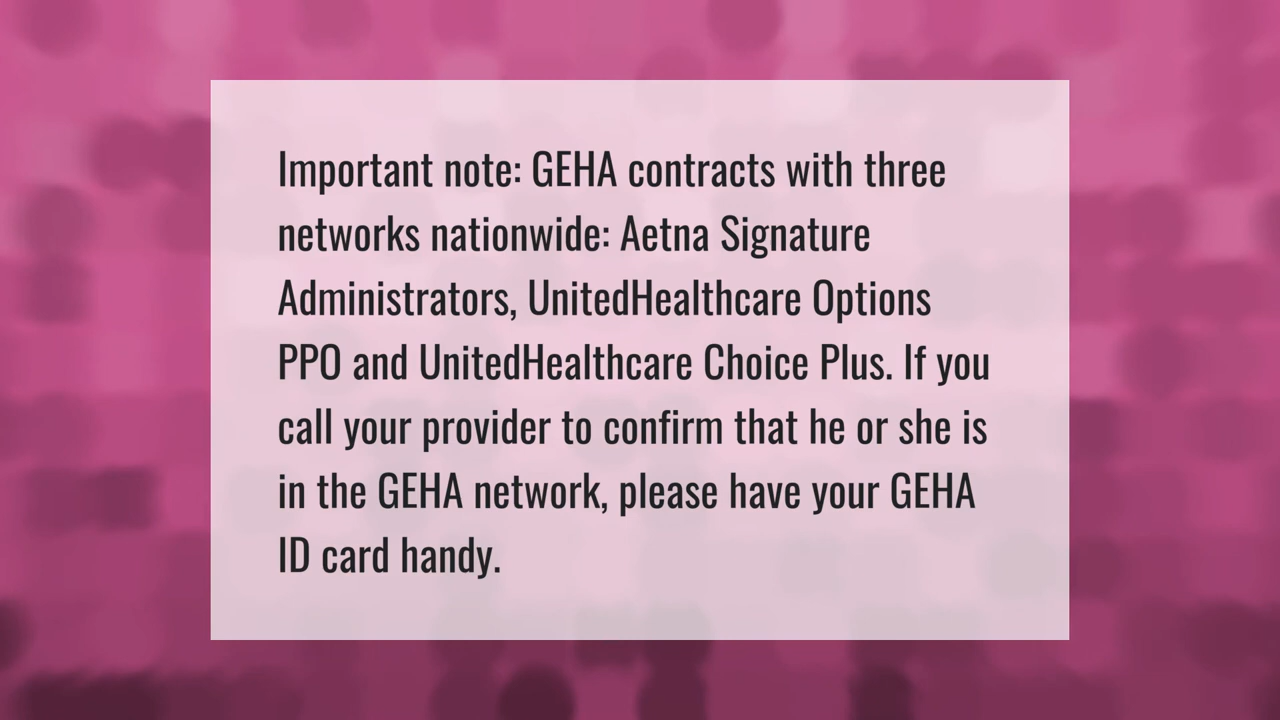 Important note: GEHA contracts with three
networks nationwide: Aetna Signature
Administrators, UnitedHealthcare Options
PPO and UnitedHealthcare Choice Plus. If you
call your provider to confirm that he or she is
in the GEHA network, please have your GEHA
ID card handy.